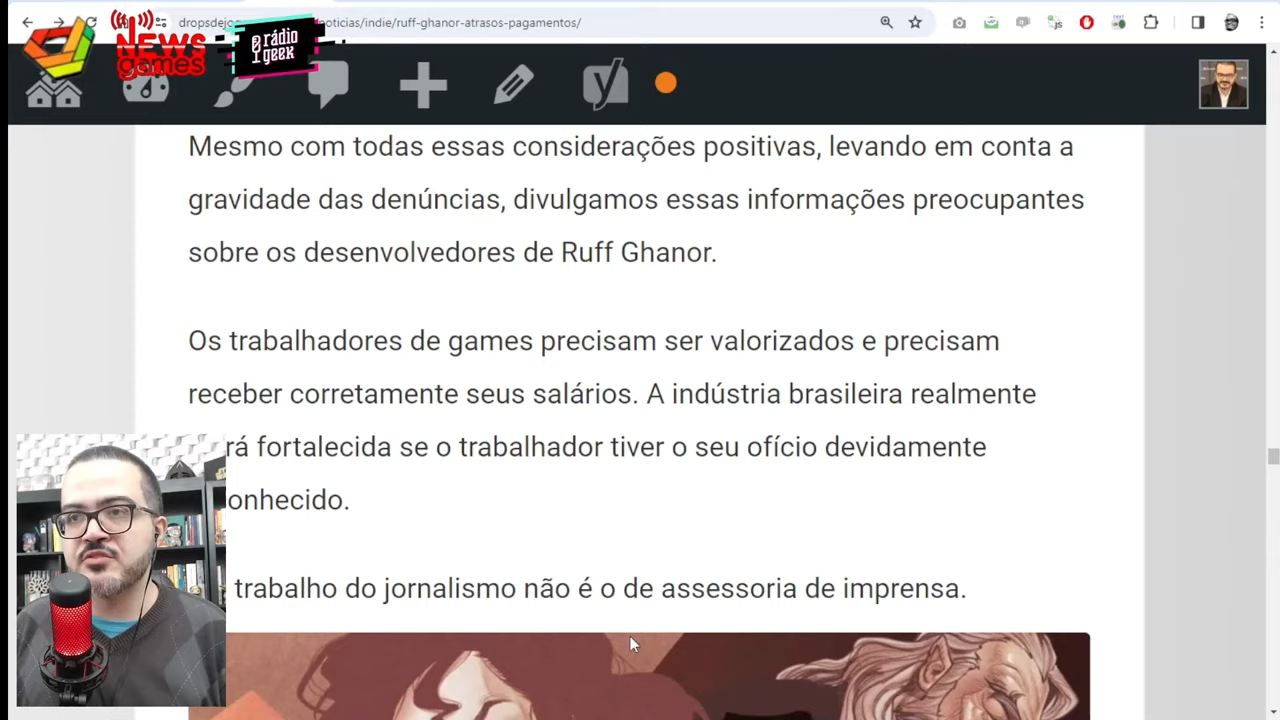 dropsdejo
noticias/indie/ruff-ghanor-atrasos-pagamentos/
NEWS
games
rádio
geek
Mesmo com todas essas considerações positivas, levando em conta a
gravidade das denúncias, divulgamos essas informações preocupantes
sobre os desenvolvedores de Ruff Ghanor.
Os trabalhadores de games precisam ser valorizados e precisam
receber corretamente seus salários. A indústria brasileira realmente
rá fortalecida se o trabalhador tiver o seu ofício devidamente
onhecido.
trabalho do jornalismo não é o de assessoria de imprensa.